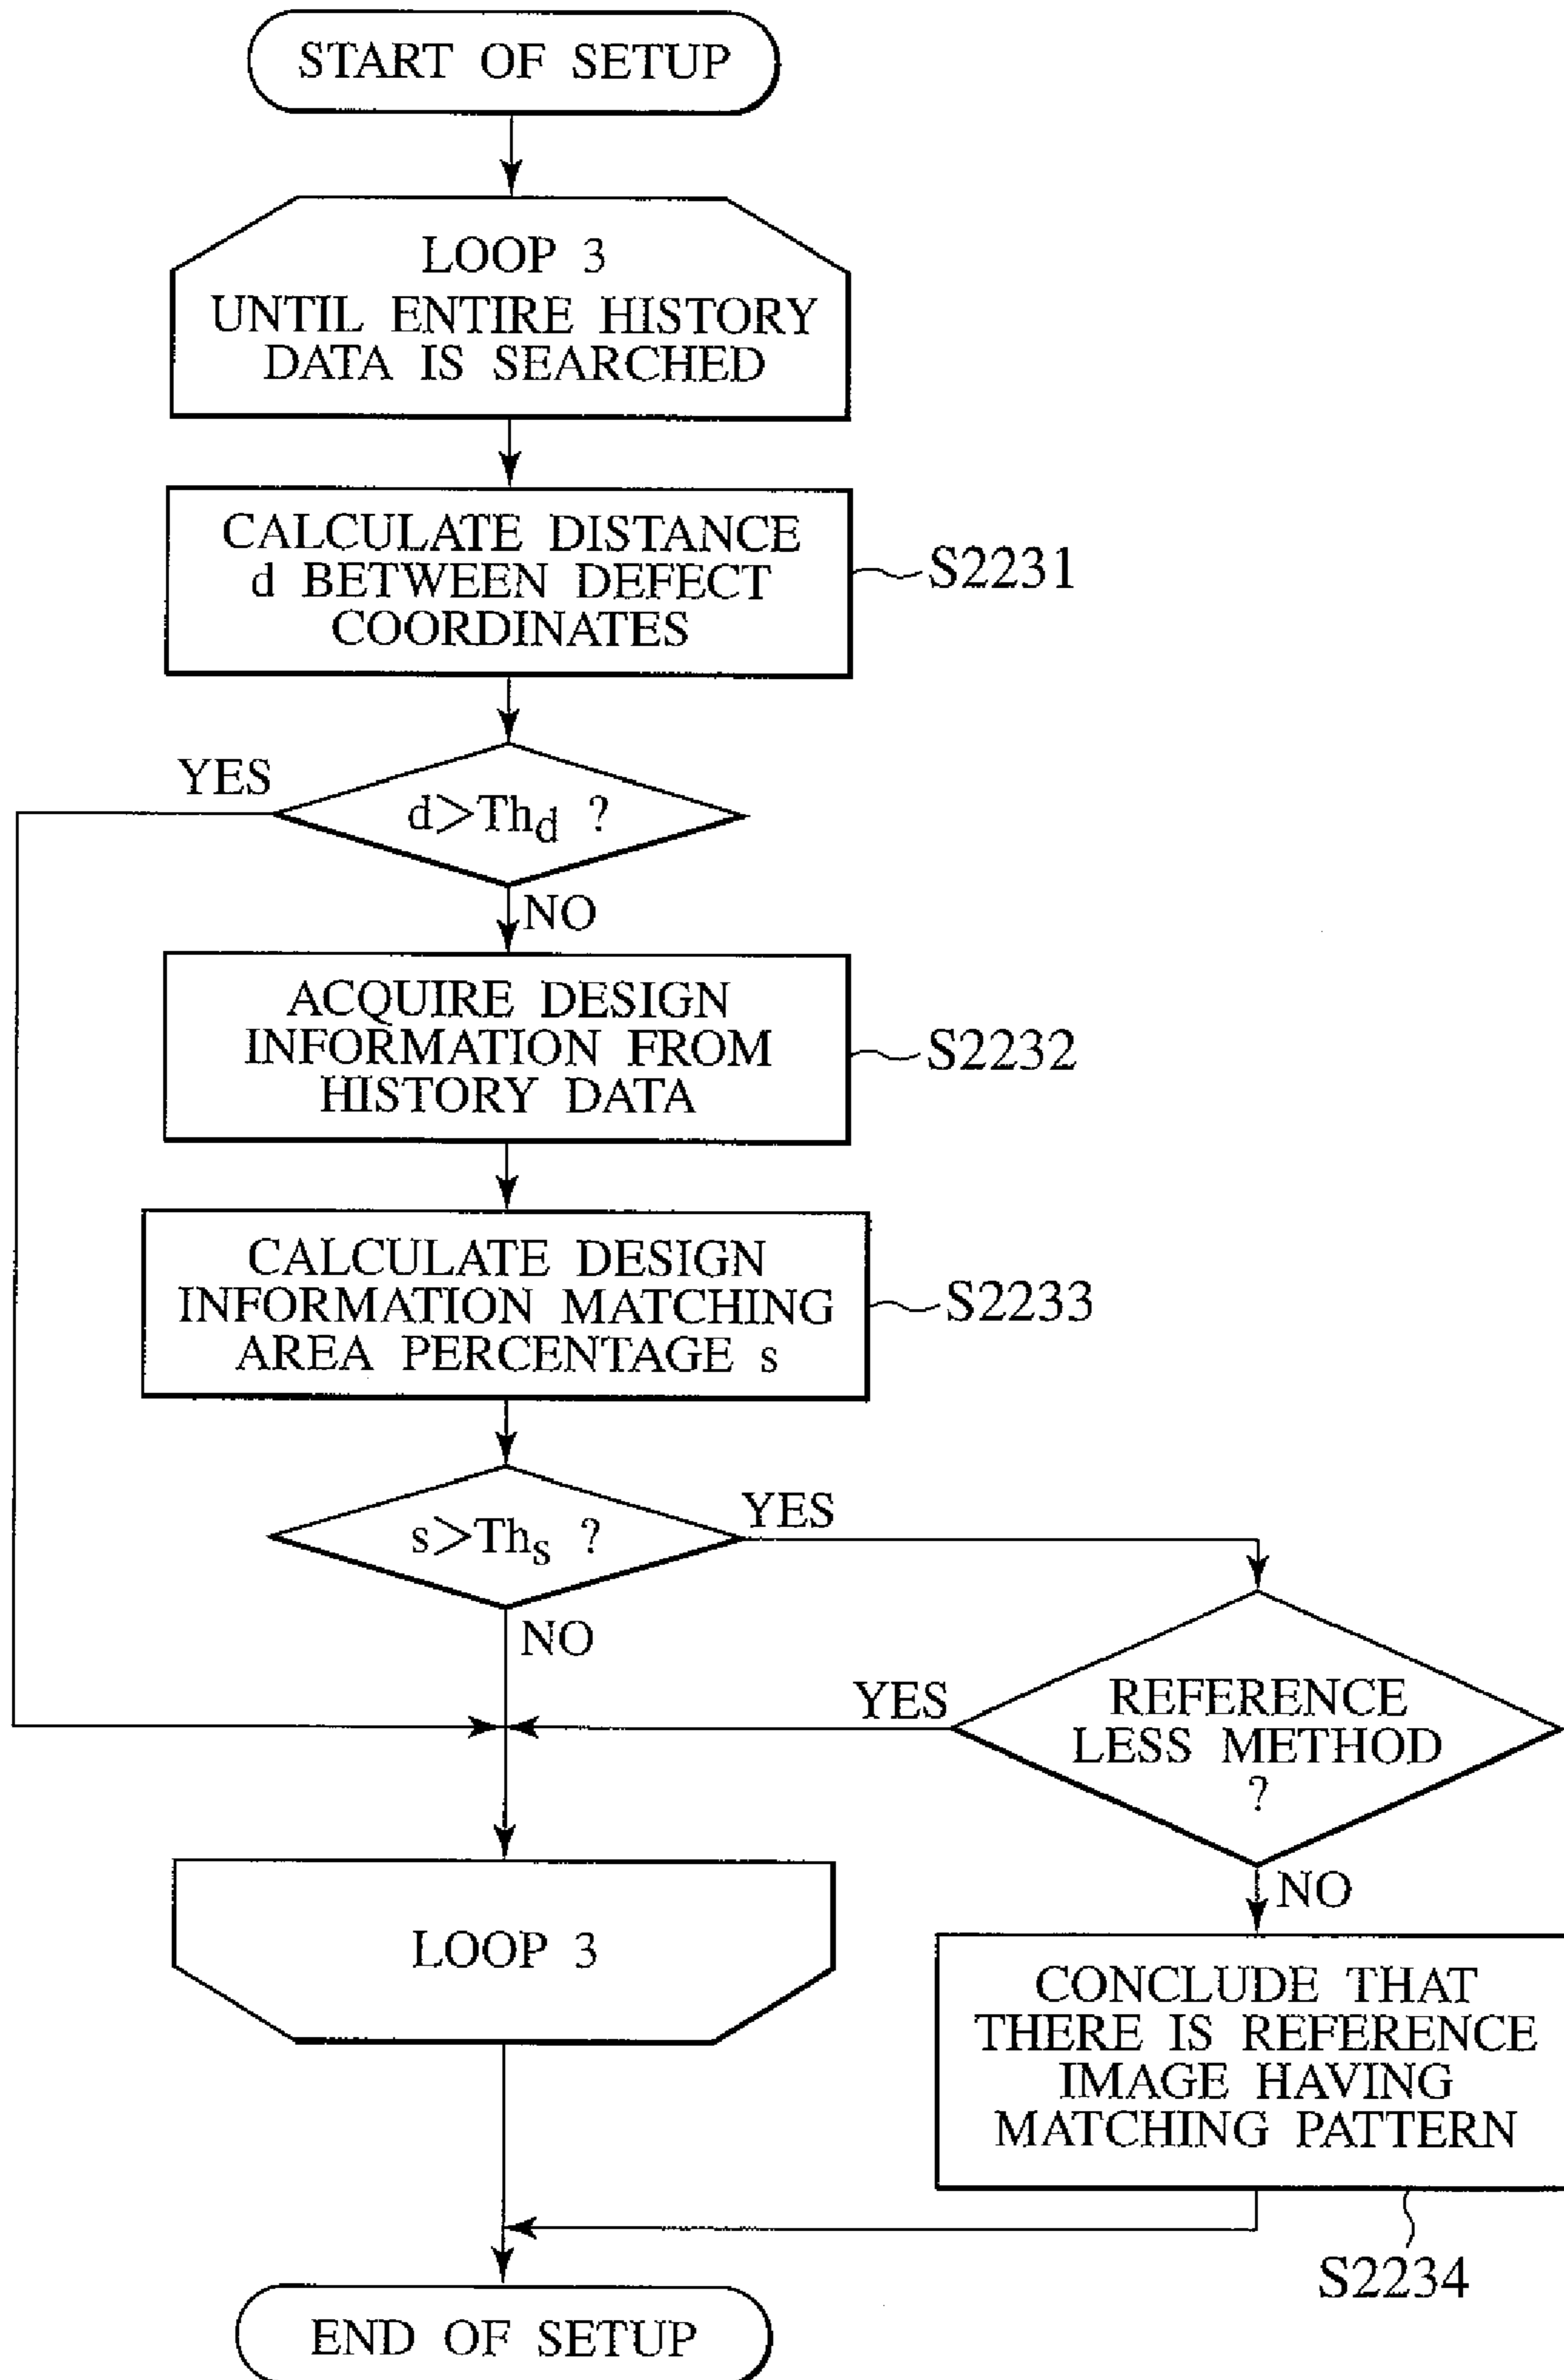 START OF SETUP
LOOP 3
UNTIL ENTIRE HISTORY
DATA IS SEARCHED
CALCULATE DISTANCE
d BETWEEN DEFECT
COORDINATES
S2231
YES
d>Thd ?
NO
ACQUIRE DESIGN
INFORMATION FROM
HISTORY DATA
S2232
CALCULATE DESIGN
INFORMATION MATCHING
AREA PERCENTAGE s
S2233
s>Ths ?
YES
NO
YES
REFERENCE
LESS METHOD
?
NO
LOOP 3
CONCLUDE THAT
THERE IS REFERENCE
IMAGE HAVING
MATCHING PATTERN
S2234
END OF SETUP